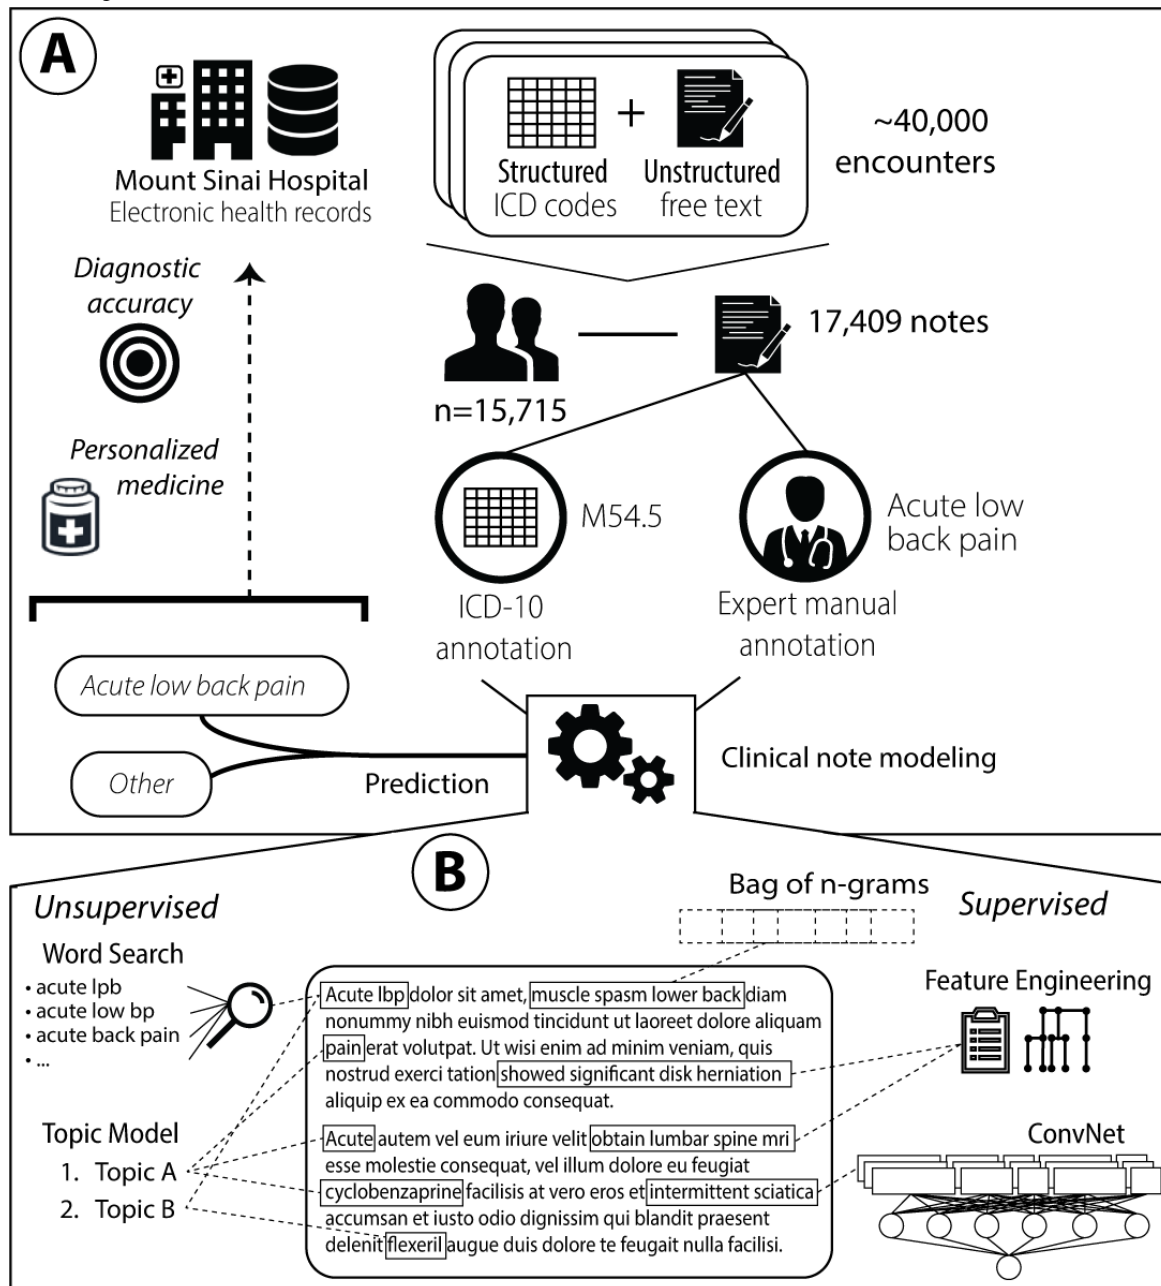 A
Mount Sinai Hospital
Electronic health records
Structured
ICD codes
+
Unstructured
free text
~40,000
encounters
Diagnostic
accuracy
17,409 notes
n=15,715
Personalized
medicine
M54.5
Acute low
back pain
ICD-10
annotation
Expert manual
annotation
Acute low back pain
Other
Prediction
Clinical note modeling
B
Unsupervised
Bag of n-grams
Supervised
Word Search
• acute lpb
• acute low bp
• acute back pain
• ...
Topic Model
1. Topic A
2. Topic B
Acute lbp dolor sit amet, muscle spasm lower back diam
nonummy nibh euismod tincidunt ut laoreet dolore aliquam
pain erat volutpat. Ut wisi enim ad minim veniam, quis
nostrud exerci tation showed significant disk herniation
aliquip ex ea commodo consequat.
Acute autem vel eum iriure velit obtain lumbar spine mri
esse molestie consequat, vel illum dolore eu feugiat
cyclobenzaprine facilisis at vero eros et intermittent sciatica
accumsan et iusto odio dignissim qui blandit praesent
delenit flexeril augue duis dolore te feugait nulla facilisi.
Feature Engineering
ConvNet